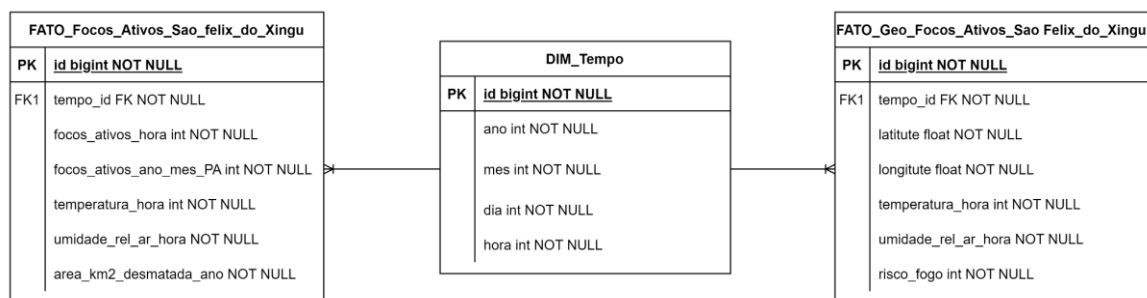 FATO_Focos_Ativos_Sao_felix_do_Xingu
PK id bigint NOT NULL
FK1 tempo_id FK NOT NULL
focos_ativos_hora int NOT NULL
focos_ativos_ano_mes_PA int NOT NULL
temperatura_hora int NOT NULL
umidade_rel_ar_hora NOT NULL
area_km2_desmatada_ano NOT NULL
DIM_Tempo
PK id bigint NOT NULL
ano int NOT NULL
mes int NOT NULL
dia int NOT NULL
hora int NOT NULL
FATO_Geo_Focos_Ativos_Sao Felix_do_Xingu
PK id bigint NOT NULL
FK1 tempo_id FK NOT NULL
latitute float NOT NULL
longitute float NOT NULL
temperatura_hora int NOT NULL
umidade_rel_ar_hora NOT NULL
risco_fogo int NOT NULL